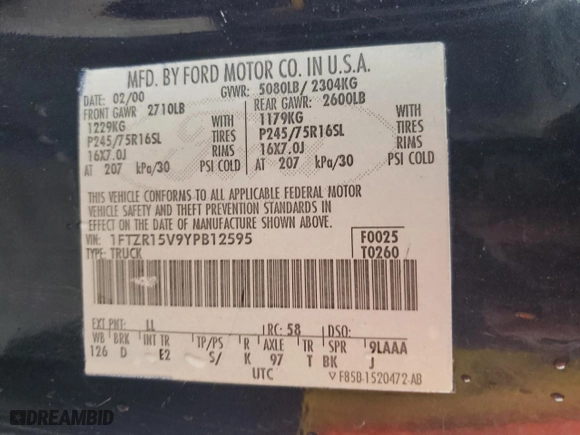 MFD. BY FORD MOTOR CO. IN U.S.A.
DATE: 02/00 GVWR: 5080LB/ 2304KG
FRONT GAWR 2710LB REAR GAWR: 2600LB
1229KG WITH 1179KG WITH
P245/75R16SL TIRES P245/75R16SL TIRES
16X7.0J RIMS 16X7.0J RIMS
AT 207 kPa/30 PSI COLD AT 207 kPa/30 PSI COLD
THIS VEHICLE CONFORMS TO ALL APPLICABLE FEDERAL MOTOR
VEHICLE SAFETY AND THEFT PREVENTION STANDARDS IN
EFFECT ON THE DATE OF MANUFACTURE SHOWN ABOVE.
VIN: 1FTZR15V9YPB12595 F0025
TYPE: TRUCK T0260
EXT PNT: LL RC: 58 DSO:
WB BRK INT TR TP/PS R AXLE TR SPR 9LAAA
126 D E2 S/ K 97 T BK J
UTC F85B-1520472-AB
DREAMBID